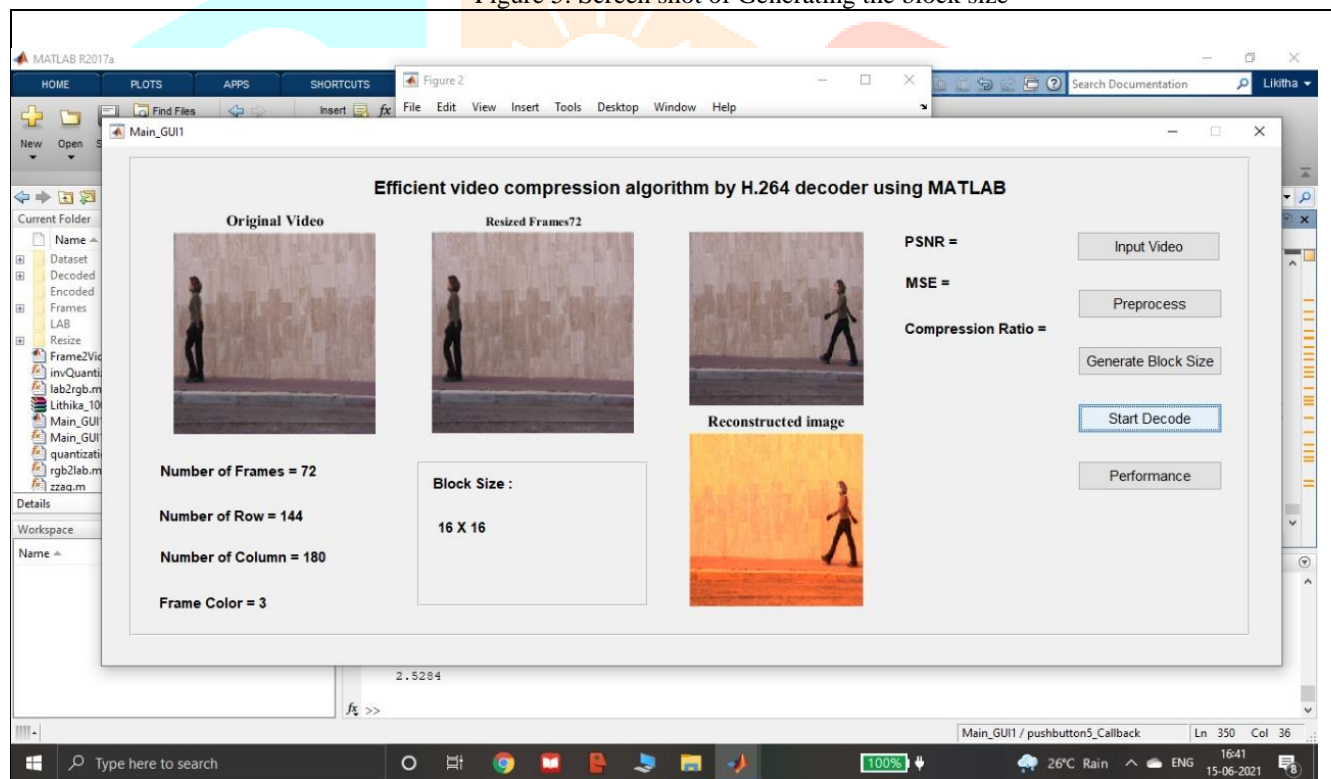 Figure 5: Screen shot of Generating the block size
MATLAB R2017a
HOME PLOTS APPS SHORTCUTS
Figure 2
Search Documentation
Likitha
File Edit View Insert Tools Desktop Window Help
Find Files
Insert fx
New Open
Main_GUI1
Efficient video compression algorithm by H.264 decoder using MATLAB
Original Video
Resized Frames72
PSNR =
MSE =
Compression Ratio =
Input Video
Preprocess
Generate Block Size
Start Decode
Performance
Reconstructed image
Number of Frames = 72
Number of Row = 144
Number of Column = 180
Frame Color = 3
Block Size :
16 X 16
Current Folder
Name
Dataset
Decoded
Encoded
Frames
LAB
Resize
Frame2Vid
invQuanti
lab2rgb.m
Lithika_10
Main_GUI
Main_GUI
quantizati
rgb2lab.m
zzag.m
Details
Workspace
Name
2.5284
fx >>
Main_GUI1 / pushbutton5_Callback
Ln 350 Col 36
Type here to search
100%
26°C Rain
ENG
16:41
15-06-2021